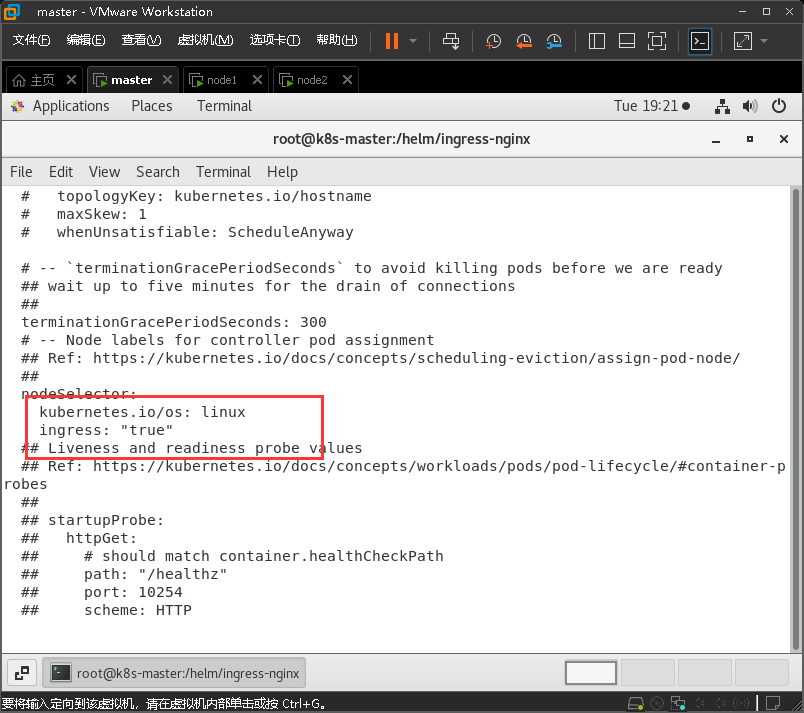 master - VMware Workstation
文件(F) 编辑(E) 查看(V) 虚拟机(M) 选项卡(T) 帮助(H)
主页 master node1 node2
Applications Places Terminal Tue 19:21
root@k8s-master:/helm/ingress-nginx
File Edit View Search Terminal Help
#   topologyKey: kubernetes.io/hostname
#   maxSkew: 1
#   whenUnsatisfiable: ScheduleAnyway
# -- `terminationGracePeriodSeconds` to avoid killing pods before we are ready
## wait up to five minutes for the drain of connections
##
terminationGracePeriodSeconds: 300
# -- Node labels for controller pod assignment
## Ref: https://kubernetes.io/docs/concepts/scheduling-eviction/assign-pod-node/
##
nodeSelector:
  kubernetes.io/os: linux
  ingress: "true"
## Liveness and readiness probe values
## Ref: https://kubernetes.io/docs/concepts/workloads/pods/pod-lifecycle/#container-p
robes
##
## startupProbe:
##   httpGet:
##     # should match container.healthCheckPath
##     path: "/healthz"
##     port: 10254
##     scheme: HTTP
root@k8s-master:/helm/ingress-nginx
要将输入定向到该虚拟机，请在虚拟机内部单击或按 Ctrl+G。